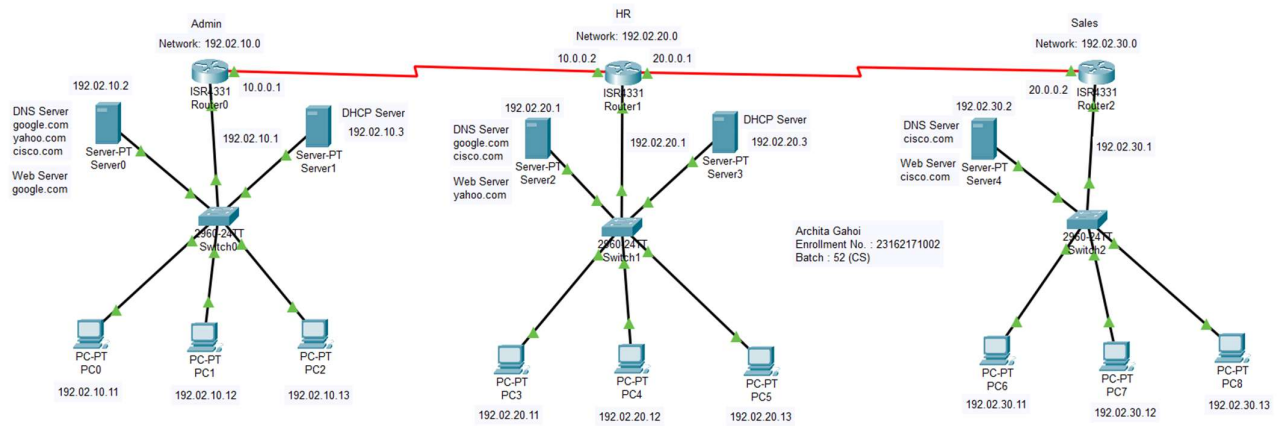 Admin
Network: 192.02.10.0
192.02.10.2
ISR4331
Router0
10.0.0.1
DNS Server
google.com
yahoo.com
cisco.com
Web Server
google.com
Server-PT
Server0
192.02.10.1
DHCP Server
192.02.10.3
Server-PT
Server1
2960-24TT
Switch0
PC-PT
PC0
192.02.10.11
PC-PT
PC1
192.02.10.12
PC-PT
PC2
192.02.10.13
HR
Network: 192.02.20.0
10.0.0.2
20.0.0.1
ISR4331
Router1
192.02.20.1
DNS Server
google.com
cisco.com
Web Server
yahoo.com
Server-PT
Server2
192.02.20.1
DHCP Server
192.02.20.3
Server-PT
Server3
2960-24TT
Switch1
PC-PT
PC3
192.02.20.11
PC-PT
PC4
192.02.20.12
PC-PT
PC5
192.02.20.13
Archita Gahoi
Enrollment No. : 23162171002
Batch : 52 (CS)
Sales
Network: 192.02.30.0
20.0.0.2
ISR4331
Router2
192.02.30.2
DNS Server
cisco.com
Web Server
cisco.com
Server-PT
Server4
192.02.30.1
2960-24TT
Switch2
PC-PT
PC6
192.02.30.11
PC-PT
PC7
192.02.30.12
PC-PT
PC8
192.02.30.13